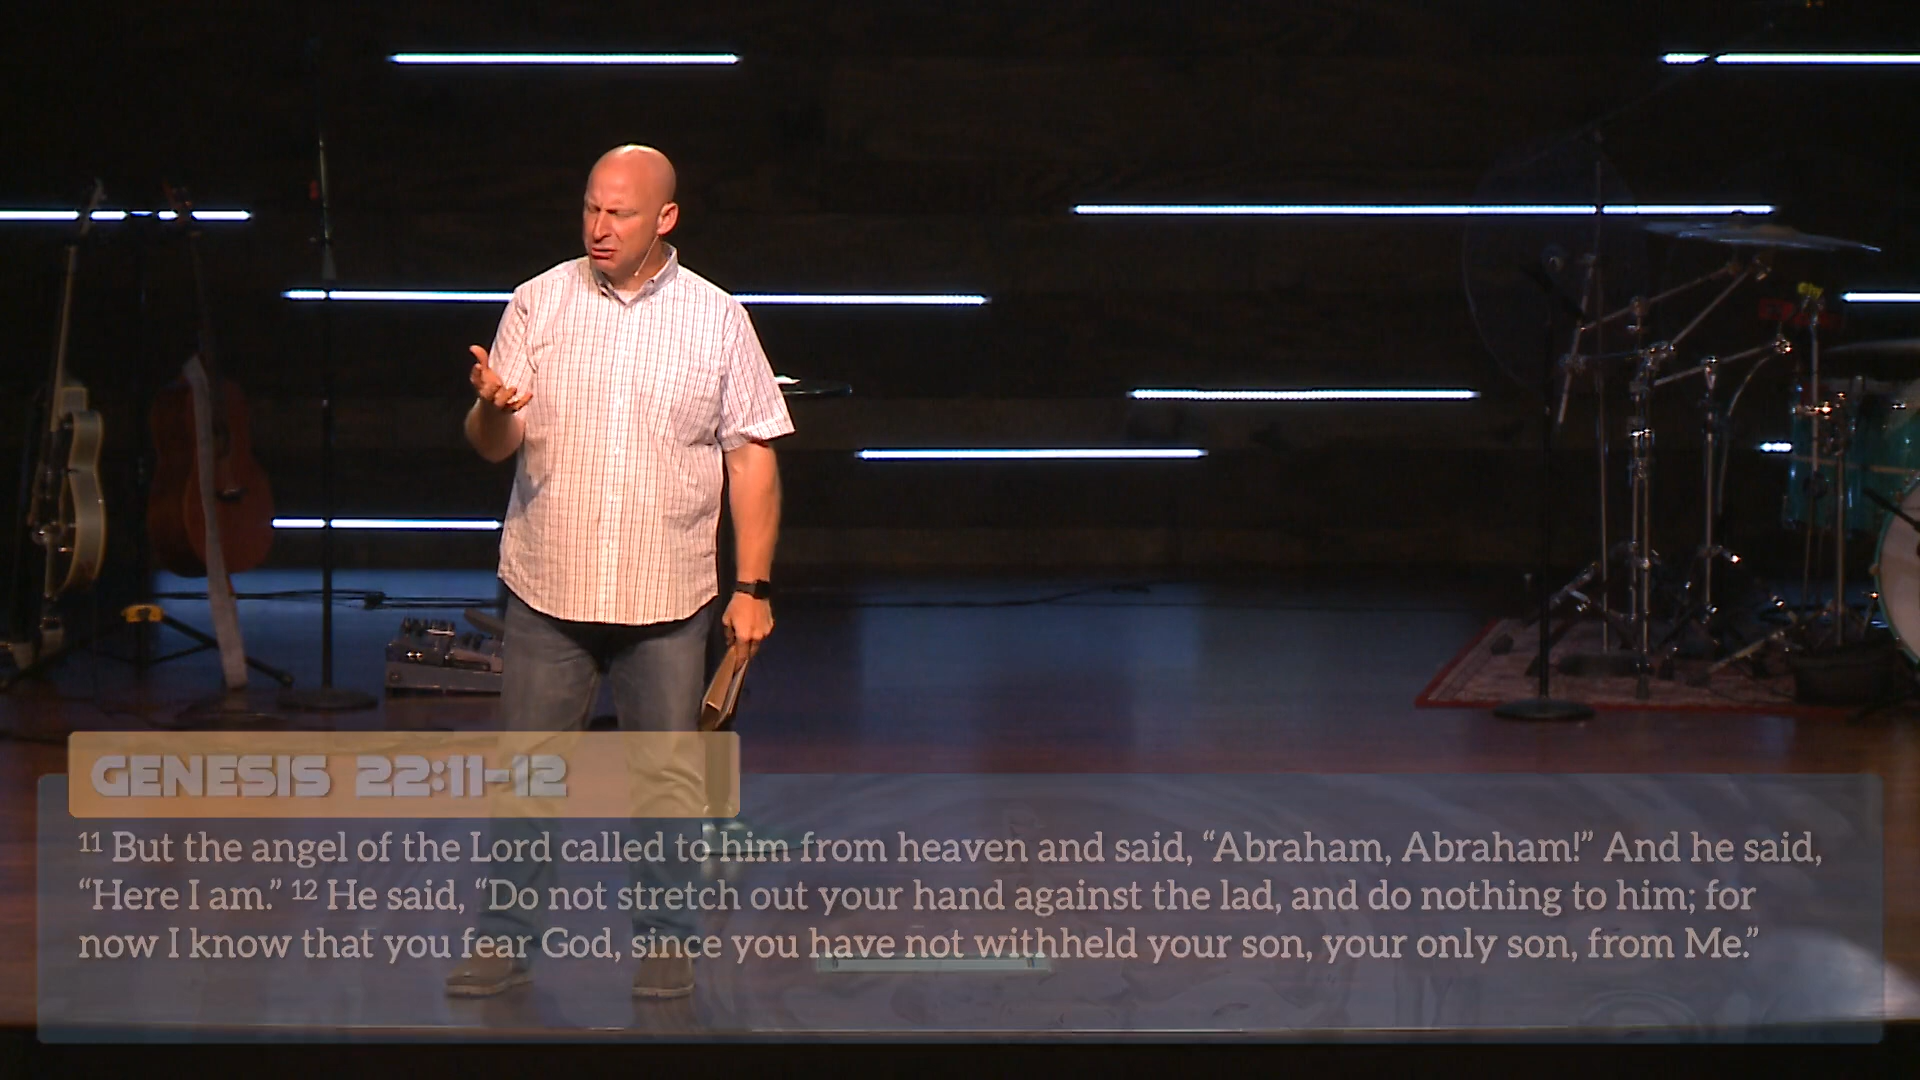 GENESIS 22:11-12
11 But the angel of the Lord called to him from heaven and said, “Abraham, Abraham!” And he said,
“Here I am.” 12 He said, “Do not stretch out your hand against the lad, and do nothing to him; for
now I know that you fear God, since you have not withheld your son, your only son, from Me.”